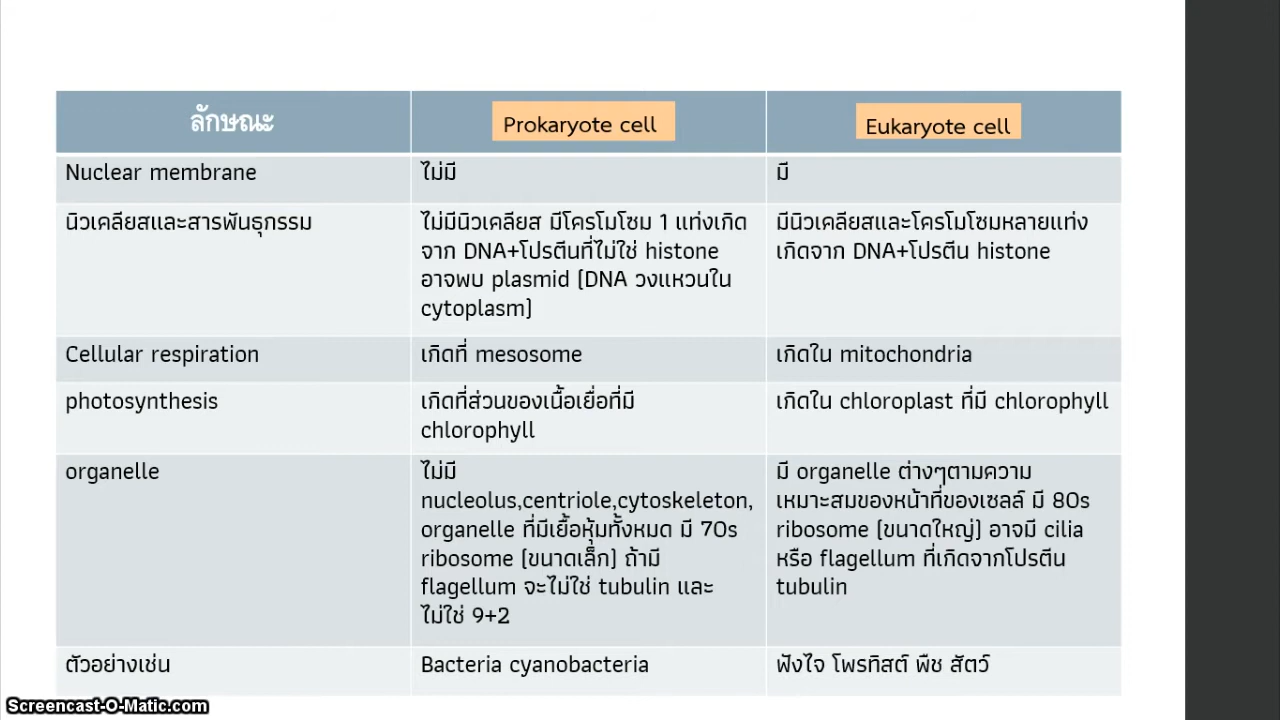 ลักษณะ
Prokaryote cell
Eukaryote cell
Nuclear membrane
ไม่มี
มี
นิวเคลียสและสารพันธุกรรม
ไม่มีนิวเคลียส มีโครโมโซม 1 แท่งเกิด
จาก DNA+โปรตีนที่ไม่ใช่ histone
อาจพบ plasmid (DNA วงแหวนใน
cytoplasm)
มีนิวเคลียสและโครโมโซมหลายแท่ง
เกิดจาก DNA+โปรตีน histone
Cellular respiration
เกิดที่ mesosome
เกิดใน mitochondria
photosynthesis
เกิดที่ส่วนของเนื้อเยื่อที่มี
chlorophyll
เกิดใน chloroplast ที่มี chlorophyll
organelle
ไม่มี
nucleolus,centriole,cytoskeleton,
organelle ที่มีเยื้อหุ้มทั้งหมด มี 70s
ribosome (ขนาดเล็ก) ถ้ามี
flagellum จะไม่ใช่ tubulin และ
ไม่ใช่ 9+2
มี organelle ต่างๆตามความ
เหมาะสมของหน้าที่ของเซลล์ มี 80s
ribosome (ขนาดใหญ่) อาจมี cilia
หรือ flagellum ที่เกิดจากโปรตีน
tubulin
ตัวอย่างเช่น
Bacteria cyanobacteria
ฟังใจ โพรทิสต์ พืช สัตว์
Screencast-O-Matic.com